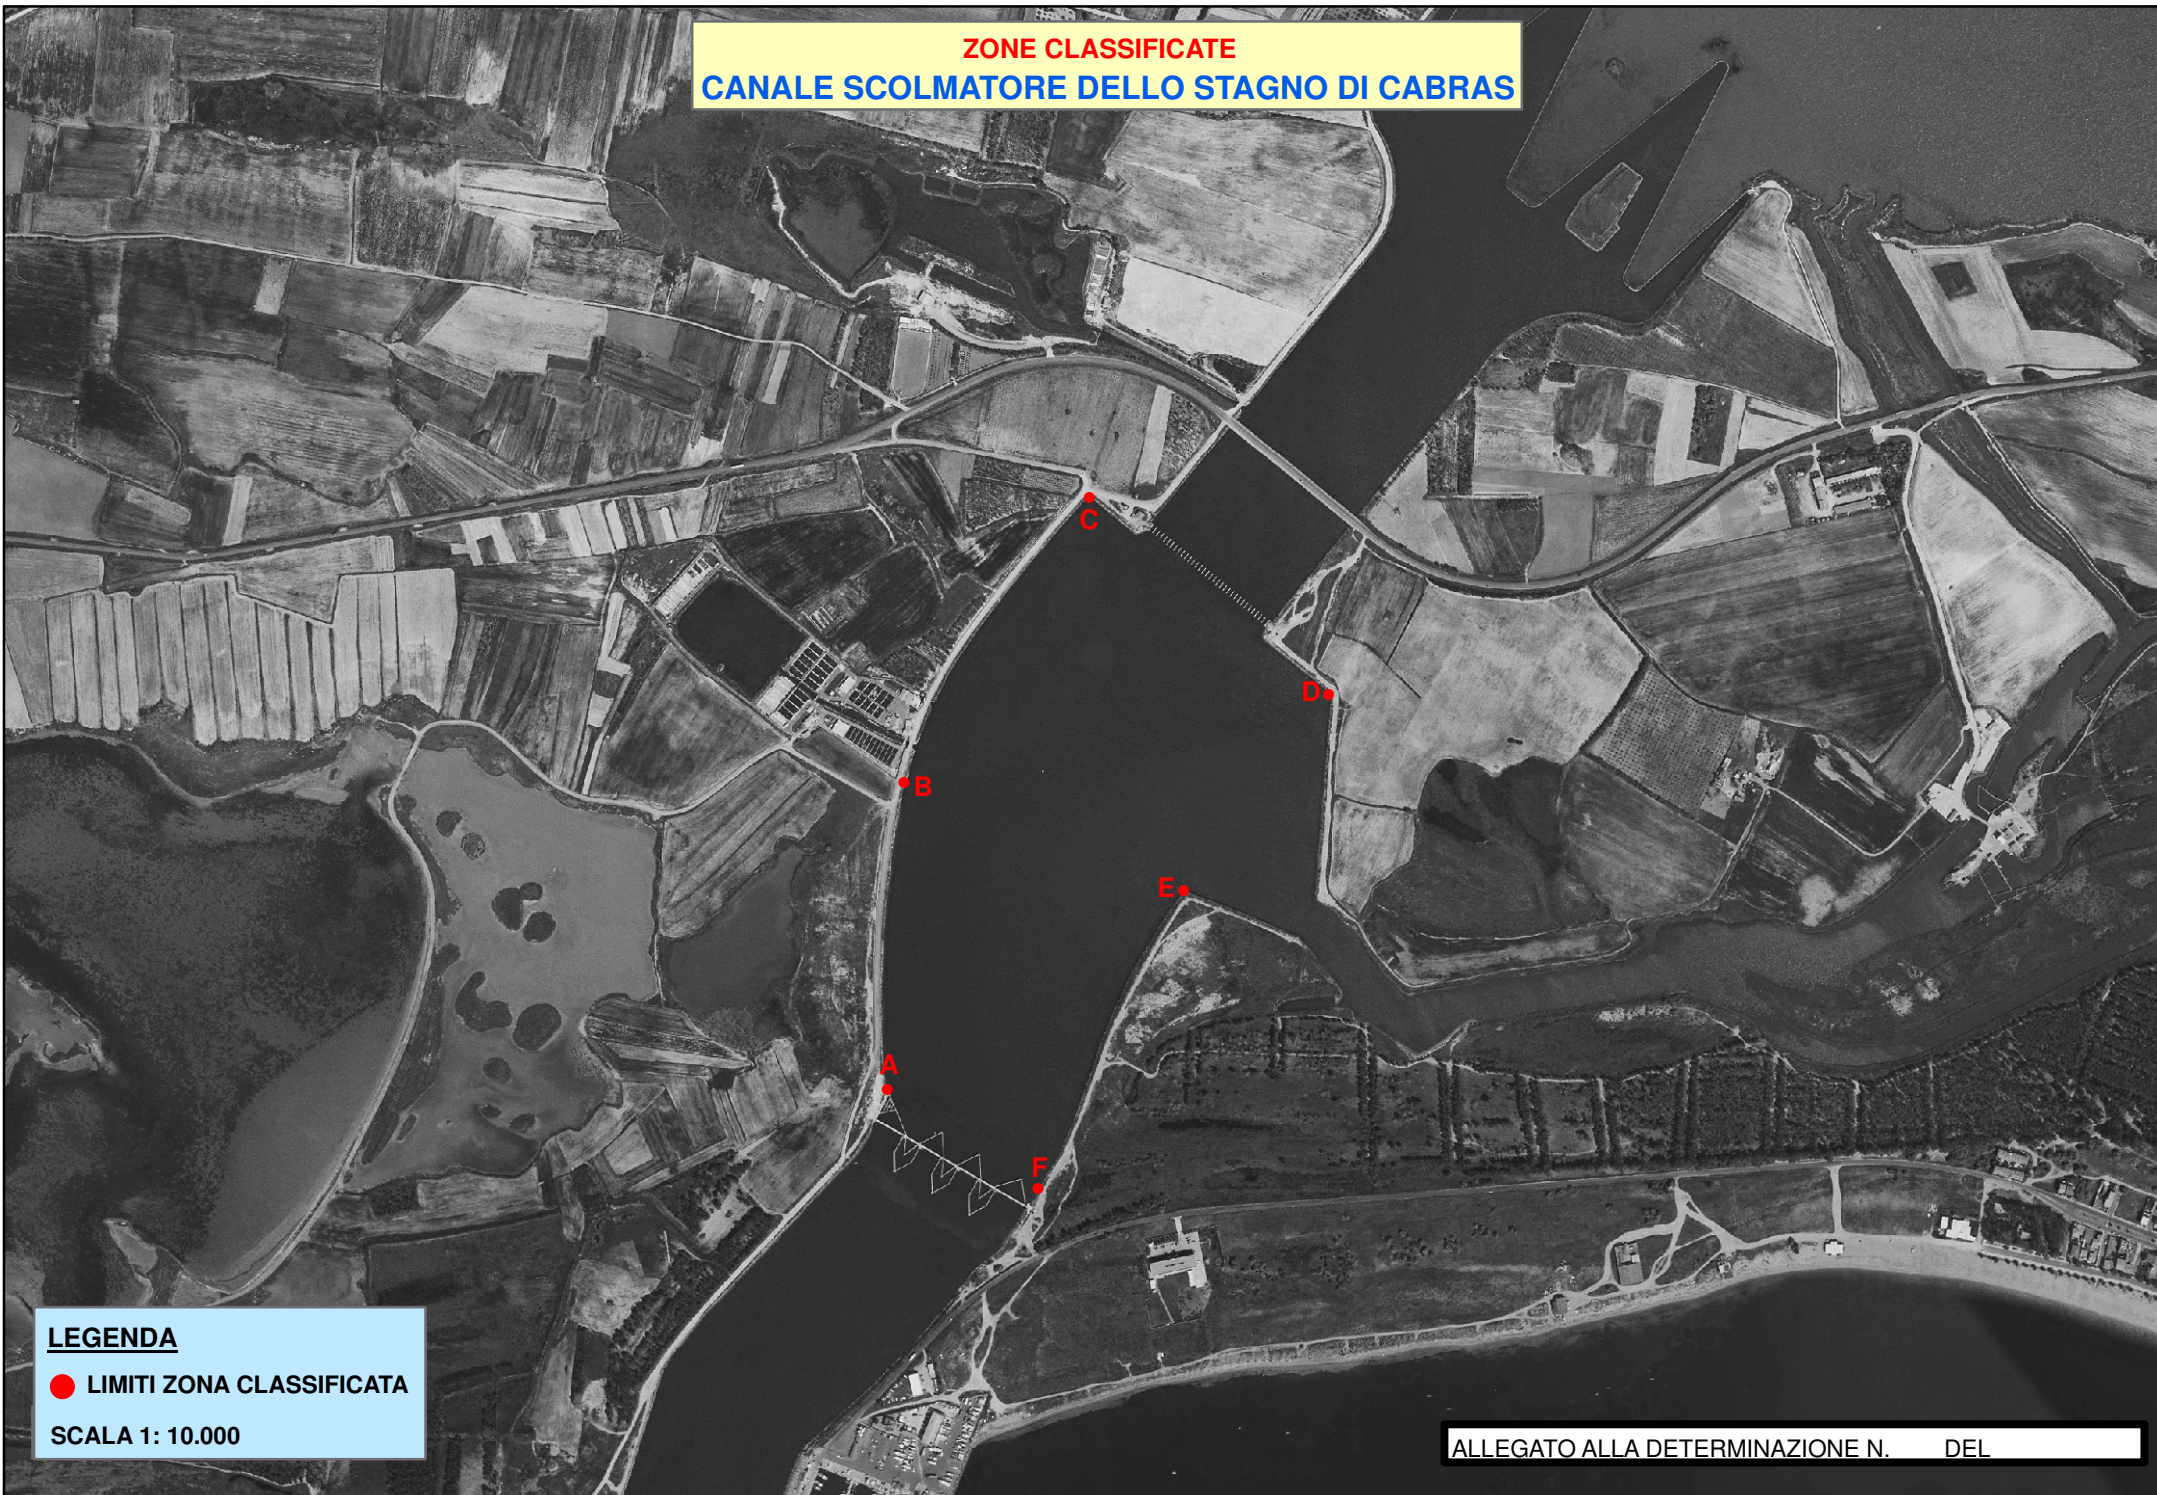 ZONE CLASSIFICATE
CANALE SCOLMATORE DELLO STAGNO DI CABRAS
C
D
B
E
A
F
LEGENDA
LIMITI ZONA CLASSIFICATA
SCALA 1: 10.000
ALLEGATO ALLA DETERMINAZIONE N. DEL